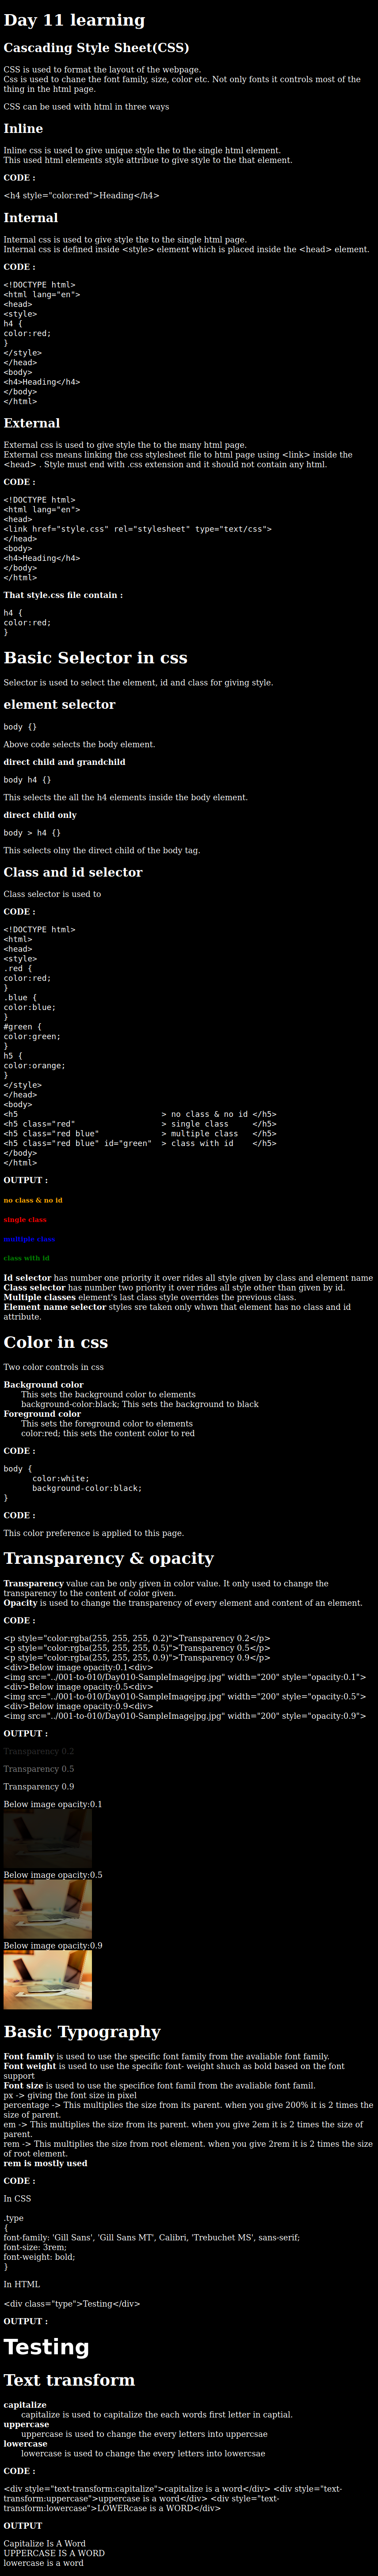 Day 11 learning
Cascading Style Sheet(CSS)
CSS is used to format the layout of the webpage.
Css is used to chane the font family, size, color etc. Not only fonts it controls most of the
thing in the html page.
CSS can be used with html in three ways
Inline
Inline css is used to give unique style the to the single html element.
This used html elements style attribue to give style to the that element.
CODE :
<h4 style="color:red">Heading</h4>
Internal
Internal css is used to give style the to the single html page.
Internal css is defined inside <style> element which is placed inside the <head> element.
CODE :
<!DOCTYPE html>
<html lang="en">
<head>
<style>
h4 {
color:red;
}
</style>
</head>
<body>
<h4>Heading</h4>
</body>
</html>
External
External css is used to give style the to the many html page.
External css means linking the css stylesheet file to html page using <link> inside the
<head> . Style must end with .css extension and it should not contain any html.
CODE :
<!DOCTYPE html>
<html lang="en">
<head>
<link href="style.css" rel="stylesheet" type="text/css">
</head>
<body>
<h4>Heading</h4>
</body>
</html>
That style.css file contain :
h4 {
color:red;
}
Basic Selector in css
Selector is used to select the element, id and class for giving style.
element selector
body {}
Above code selects the body element.
direct child and grandchild
body h4 {}
This selects the all the h4 elements inside the body element.
direct child only
body > h4 {}
This selects olny the direct child of the body tag.
Class and id selector
Class selector is used to
CODE :
<!DOCTYPE html>
<html>
<head>
<style>
.red {
color:red;
}
.blue {
color:blue;
}
#green {
color:green;
}
h5 {
color:orange;
}
</style>
</head>
<body>
<h5 > no class & no id </h5>
<h5 class="red" > single class </h5>
<h5 class="red blue" > multiple class </h5>
<h5 class="red blue" id="green" > class with id </h5>
</body>
</html>
OUTPUT :
no class & no id
single class
multiple class
class with id
Id selector has number one priority it over rides all style given by class and element name
Class selector has number two priority it over rides all style other than given by id.
Multiple classes element's last class style overrides the previous class.
Element name selector styles sre taken only whwn that element has no class and id
attribute.
Color in css
Two color controls in css
Background color
This sets the background color to elements
background-color:black; This sets the background to black
Foreground color
This sets the foreground color to elements
color:red; this sets the content color to red
CODE :
body {
color:white;
background-color:black;
}
CODE :
This color preference is applied to this page.
Transparency & opacity
Transparency value can be only given in color value. It only used to change the
transparency to the content of color given.
Opacity is used to change the transparency of every element and content of an element.
CODE :
<p style="color:rgba(255, 255, 255, 0.2)">Transparency 0.2</p>
<p style="color:rgba(255, 255, 255, 0.5)">Transparency 0.5</p>
<p style="color:rgba(255, 255, 255, 0.9)">Transparency 0.9</p>
<div>Below image opacity:0.1<div>
<img src="../001-to-010/Day010-SampleImagejpg.jpg" width="200" style="opacity:0.1">
<div>Below image opacity:0.5<div>
<img src="../001-to-010/Day010-SampleImagejpg.jpg" width="200" style="opacity:0.5">
<div>Below image opacity:0.9<div>
<img src="../001-to-010/Day010-SampleImagejpg.jpg" width="200" style="opacity:0.9">
OUTPUT :
Transparency 0.2
Transparency 0.5
Transparency 0.9
Below image opacity:0.1
Below image opacity:0.5
Below image opacity:0.9
Basic Typography
Font family is used to use the specific font family from the avaliable font family.
Font weight is used to use the specific font- weight shuch as bold based on the font
support
Font size is used to use the specifice font famil from the avaliable font famil.
px -> giving the font size in pixel
percentage -> This multiplies the size from its parent. when you give 200% it is 2 times the
size of parent.
em -> This multiplies the size from its parent. when you give 2em it is 2 times the size of
parent.
rem -> This multiplies the size from root element. when you give 2rem it is 2 times the size
of root element.
rem is mostly used
CODE :
In CSS
.type
{
font-family: 'Gill Sans', 'Gill Sans MT', Calibri, 'Trebuchet MS', sans-serif;
font-size: 3rem;
font-weight: bold;
}
In HTML
<div class="type">Testing</div>
OUTPUT :
Testing
Text transform
capitalize
capitalize is used to capitalize the each words first letter in captial.
uppercase
uppercase is used to change the every letters into uppercsae
lowercase
lowercase is used to change the every letters into lowercsae
CODE :
<div style="text-transform:capitalize">capitalize is a word</div> <div style="text-
transform:uppercase">uppercase is a word</div> <div style="text-
transform:lowercase">LOWERcase is a WORD</div>
OUTPUT
Capitalize Is A Word
UPPERCASE IS A WORD
lowercase is a word